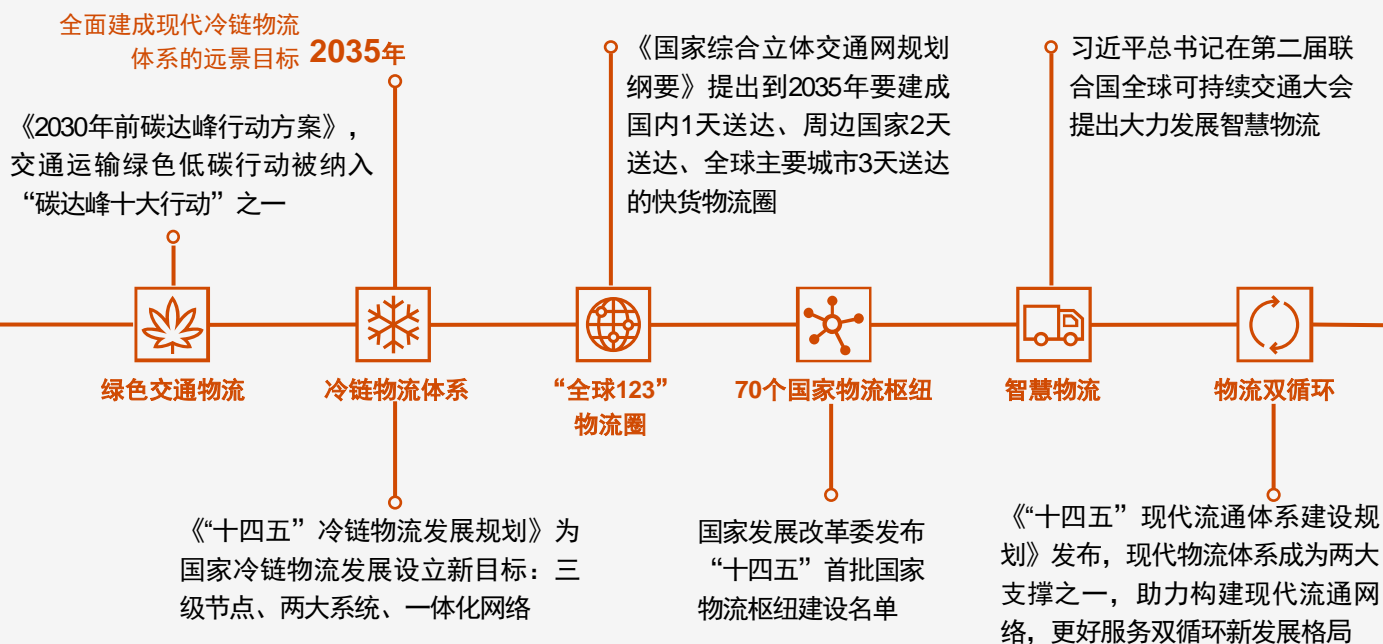 全面建成现代冷链物流
体系的远景目标 2035年
《2030年前碳达峰行动方案》，
交通运输绿色低碳行动被纳入
“碳达峰十大行动”之一
《国家综合立体交通网规划
纲要》提出到2035年要建成
国内1天送达、周边国家2天
送达、全球主要城市3天送达
的快货物流圈
习近平总书记在第二届联
合国全球可持续交通大会
提出大力发展智慧物流
绿色交通物流
冷链物流体系
“全球123”
物流圈
70个国家物流枢纽
智慧物流
物流双循环
《“十四五”冷链物流发展规划》为
国家冷链物流发展设立新目标：三
级节点、两大系统、一体化网络
国家发展改革委发布
“十四五”首批国家
物流枢纽建设名单
《“十四五”现代流通体系建设规
划》发布，现代物流体系成为两大
支撑之一，助力构建现代流通网
络，更好服务双循环新发展格局